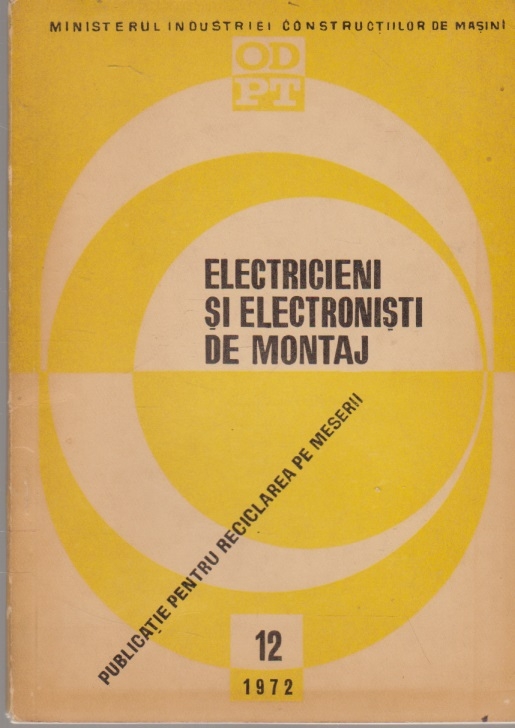 MINISTERUL INDUSTRIEI CONSTRUCȚIILOR DE MAȘINI
OD
PT
ELECTRICIENI
ȘI ELECTRONIȘTI
DE MONTAJ
PUBLICAȚIE PENTRU RECICLAREA PE MESERII
12
1972